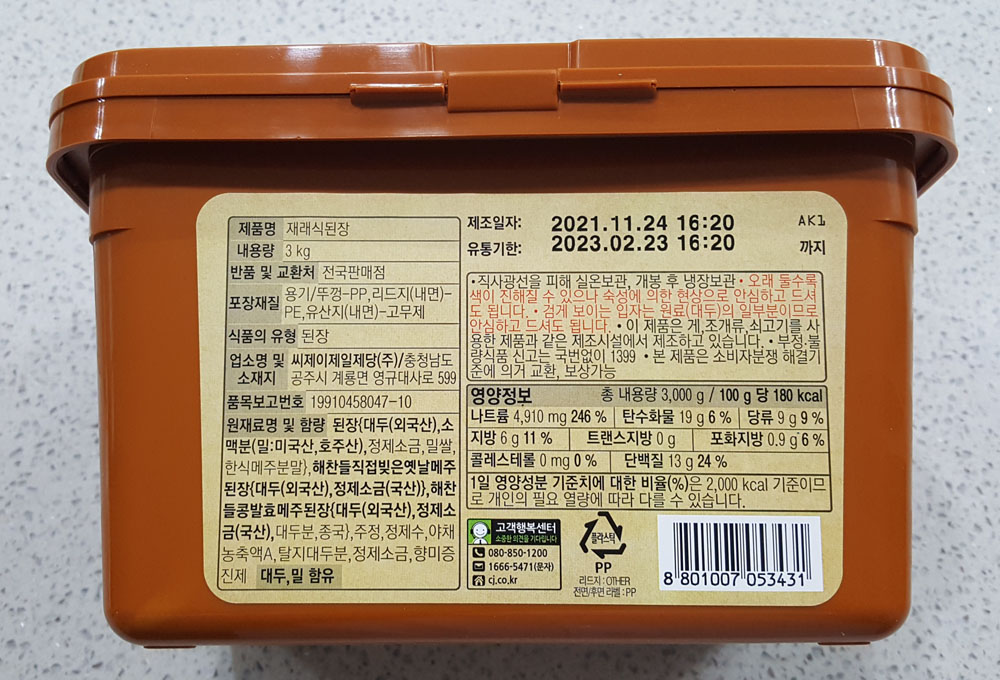 제품명 재래식된장
내용량 3 kg
반품 및 교환처 전국판매점
포장재질 용기/뚜껑-PP,리드지(내면)-
PE,유산지(내면)-고무제
식품의 유형 된장
업소명 및 소재지 씨제이제일제당(주)/충청남도
공주시 계룡면 영규대사로 599
품목보고번호 19910458047-10
원재료명 및 함량 된장{대두(외국산),소
맥분(밀:미국산,호주산),정제소금,밀쌀,
한식메주분말},해찬들직접빚은옛날메주
된장{대두(외국산),정제소금(국산)},해찬
들콩발효메주된장{대두(외국산),정제소
금(국산),대두분,종국},주정,정제수,야채
농축액A,탈지대두분,정제소금,향미증
진제 대두,밀 함유
제조일자: 2021.11.24 16:20 AK1
유통기한: 2023.02.23 16:20 까지
•직사광선을 피해 실온보관, 개봉 후 냉장보관 • 오래 둘수록
색이 진해질 수 있으나 숙성에 의한 현상으로 안심하고 드셔
도 됩니다. • 검게 보이는 입자는 원료(대두)의 일부분이므로
안심하고 드셔도 됩니다. • 이 제품은 게,조개류,쇠고기를 사
용한 제품과 같은 제조시설에서 제조하고 있습니다. • 부정·불
량식품 신고는 국번없이 1399 • 본 제품은 소비자분쟁 해결기
준에 의거 교환, 보상가능
영양정보 총 내용량 3,000 g / 100 g 당 180 kcal
나트륨 4,910 mg 246 % 탄수화물 19 g 6 % 당류 9 g 9 %
지방 6 g 11 % 트랜스지방 0 g 포화지방 0.9 g 6 %
콜레스테롤 0 mg 0 % 단백질 13 g 24 %
1일 영양성분 기준치에 대한 비율(%)은 2,000 kcal 기준이므
로 개인의 필요 열량에 따라 다를 수 있습니다.
고객행복센터
소중한 의견을 기다립니다
080-850-1200
1666-5471(문자)
cj.co.kr
플라스틱
PP
리드지 : OTHER
전면/후면 라벨 : PP
8 801007 053431